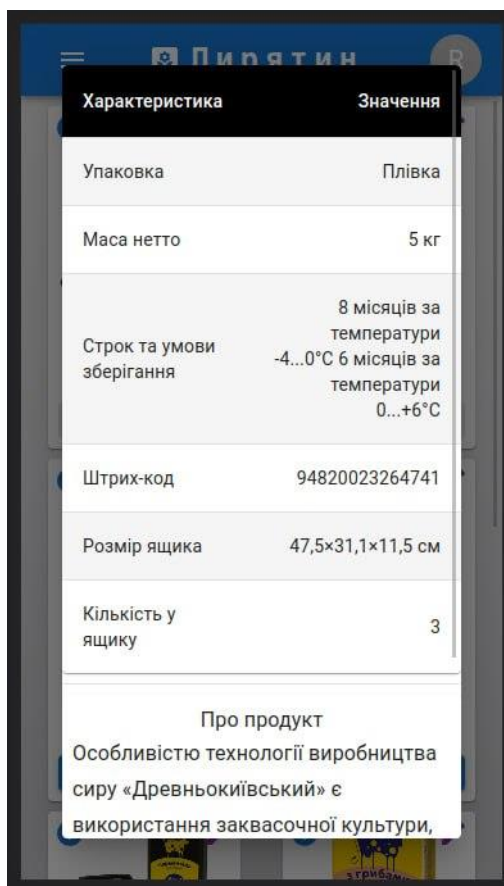 Пирятин
R
Характеристика Значення
Упаковка Плівка
Маса нетто 5 кг
Строк та умови зберігання 8 місяців за
температури
-4...0°C 6 місяців за
температури
0...+6°C
Штрих-код 94820023264741
Розмір ящика 47,5×31,1×11,5 см
Кількість у
ящику 3
Про продукт
Особливістю технології виробництва
сиру «Древньокиївський» є
використання заквасочної культури,
з грибами